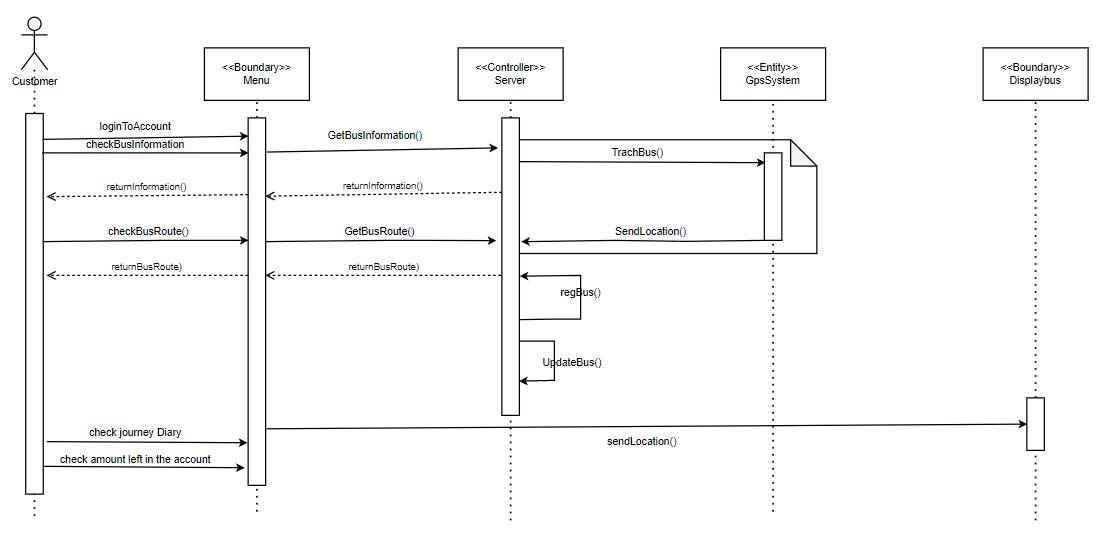 <<Boundary>>
Menu
<<Controller>>
Server
<<Entity>>
GpsSystem
<<Boundary>>
Displaybus
Customer
loginToAccount
GetBusInformation()
checkBusInformation
TrachBus()
returnInformation()
returnInformation()
checkBusRoute()
GetBusRoute()
SendLocation()
returnBusRoute)
returnBusRoute)
regBus()
UpdateBus()
check journey Diary
sendLocation()
check amount left in the account